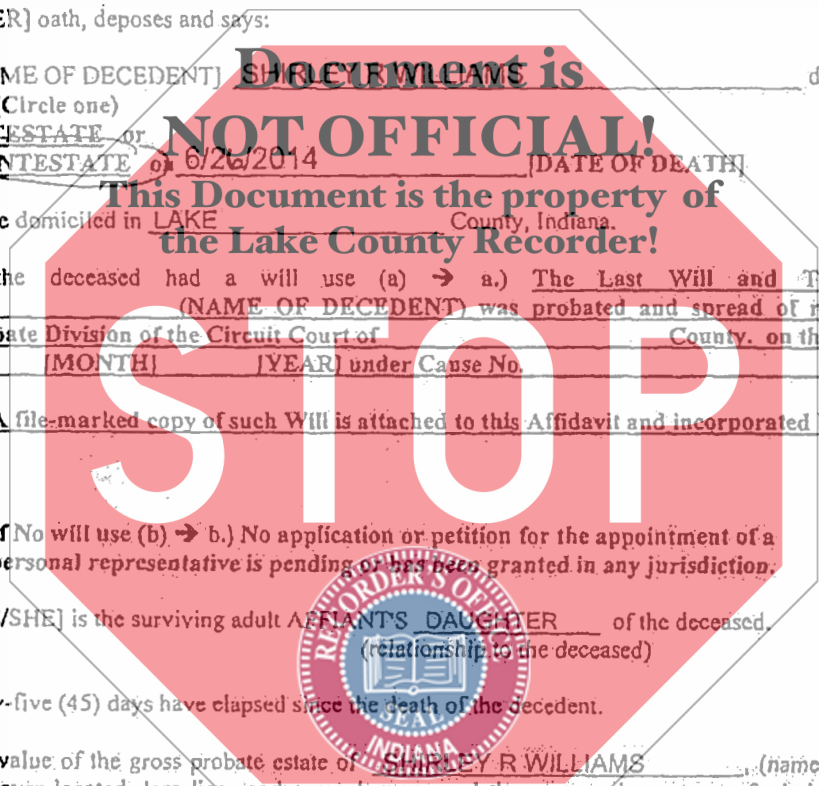 ER] oath, deposes and says:
Document is
ME OF DECEDENT] SHIRLEY R WILLIAMS d
(Circle one)
ESTATE or
NOT OFFICIAL!
NTESTATE on 6/26/2014 [DATE OF DEATH]
This Document is the property of
e domiciled in LAKE County, Indiana.
the Lake County Recorder!
he deceased had a will use (a) → a.) The Last Will and T
(NAME OF DECEDENT) was probated and spread of r
ate Division of the Circuit Court of County. on th
[MONTH] [YEAR] under Cause No.
STOP
A file-marked copy of such Will is attached to this Affidavit and incorporated
f No will use (b) → b.) No application or petition for the appointment of a
ersonal representative is pending or has been granted in any jurisdiction.
/SHE] is the surviving adult AFFIANT'S DAUGHTER of the deceased.
(relationship to the deceased)
RECORDER'S OFFICE
SEAL
INDIANA
-five (45) days have elapsed since the death of the decedent.
value of the gross probate estate of SHIRLEY R WILLIAMS , (name